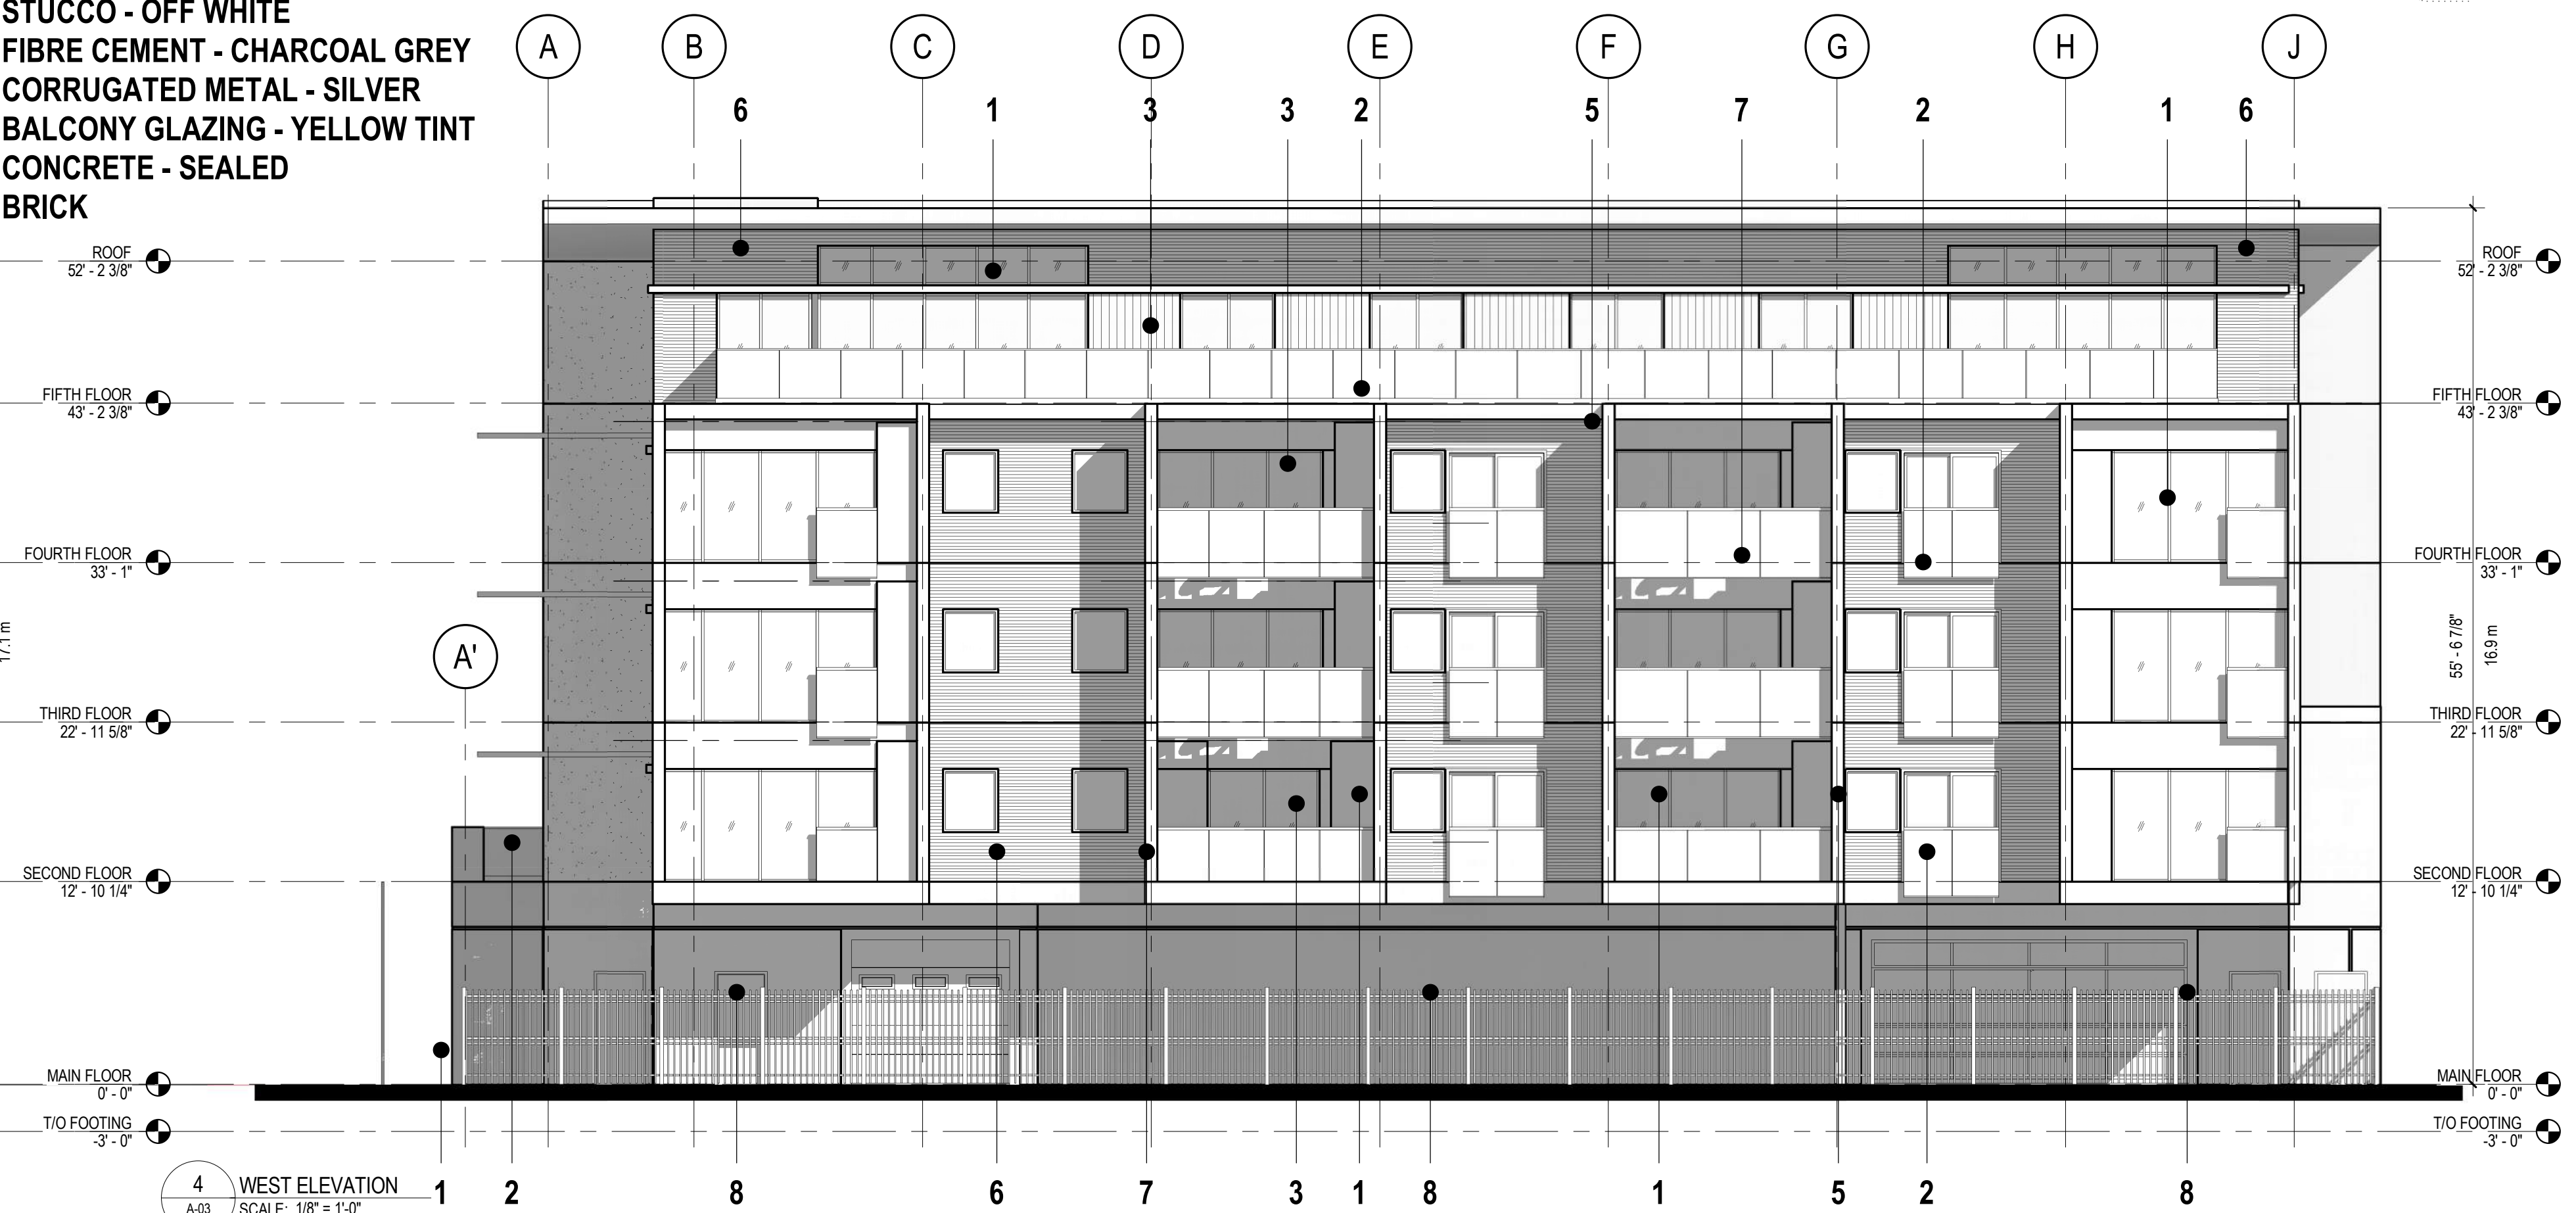 STUCCO - OFF WHITE
FIBRE CEMENT - CHARCOAL GREY
CORRUGATED METAL - SILVER
BALCONY GLAZING - YELLOW TINT
CONCRETE - SEALED
BRICK
A B C D E F G H J
6 1 3 3 2 5 7 2 1 6
ROOF
52' - 2 3/8"
ROOF
52' - 2 3/8"
FIFTH FLOOR
43' - 2 3/8"
FIFTH FLOOR
43' - 2 3/8"
FOURTH FLOOR
33' - 1"
FOURTH FLOOR
33' - 1"
17.1 m
A'
55' - 6 7/8"
16.9 m
THIRD FLOOR
22' - 11 5/8"
THIRD FLOOR
22' - 11 5/8"
SECOND FLOOR
12' - 10 1/4"
SECOND FLOOR
12' - 10 1/4"
MAIN FLOOR
0' - 0"
MAIN FLOOR
0' - 0"
T/O FOOTING
-3' - 0"
T/O FOOTING
-3' - 0"
1 2 8 6 7 3 1 8 1 5 2 8
4
A-03
WEST ELEVATION
SCALE: 1/8" = 1'-0"